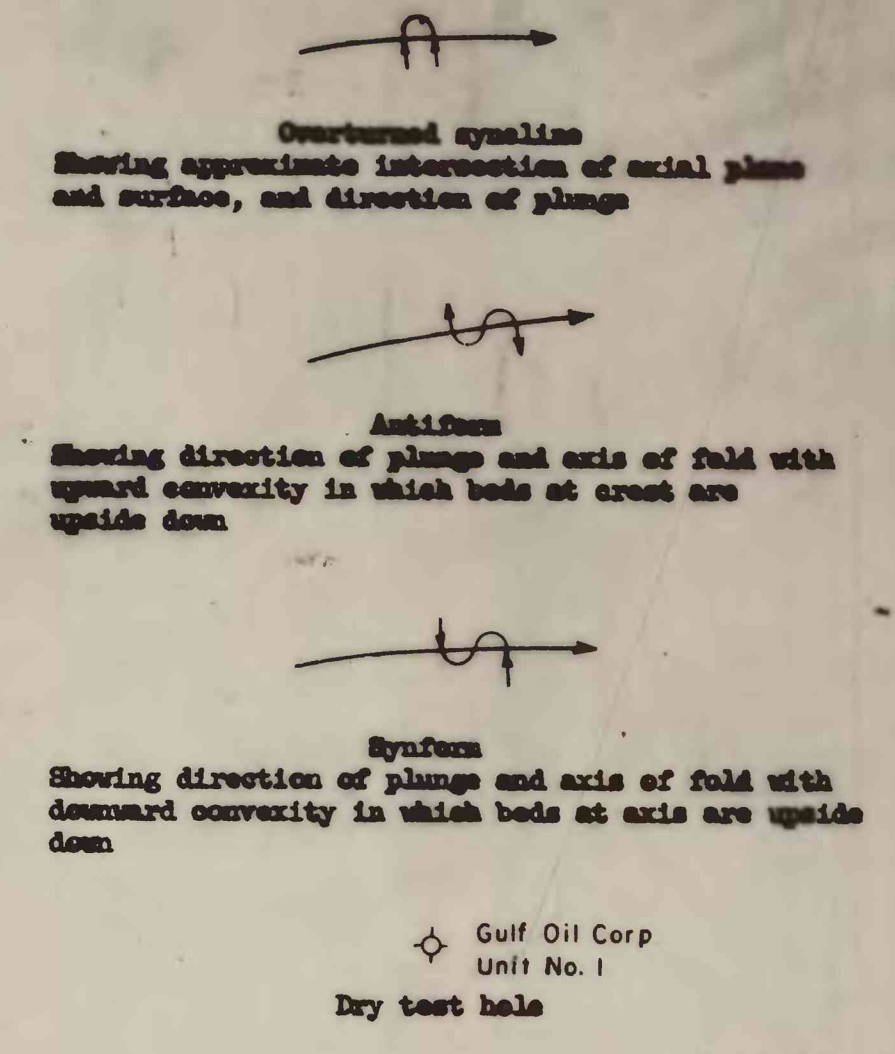 Overturned syncline
Showing approximate intersection of axial plane
and surface, and direction of plunge
Antiform
Showing direction of plunge and axis of fold with
upward convexity in which beds at crest are
upside down
Synform
Showing direction of plunge and axis of fold with
downward convexity in which beds at axis are upside
down
Gulf Oil Corp
Unit No. 1
Dry test hole